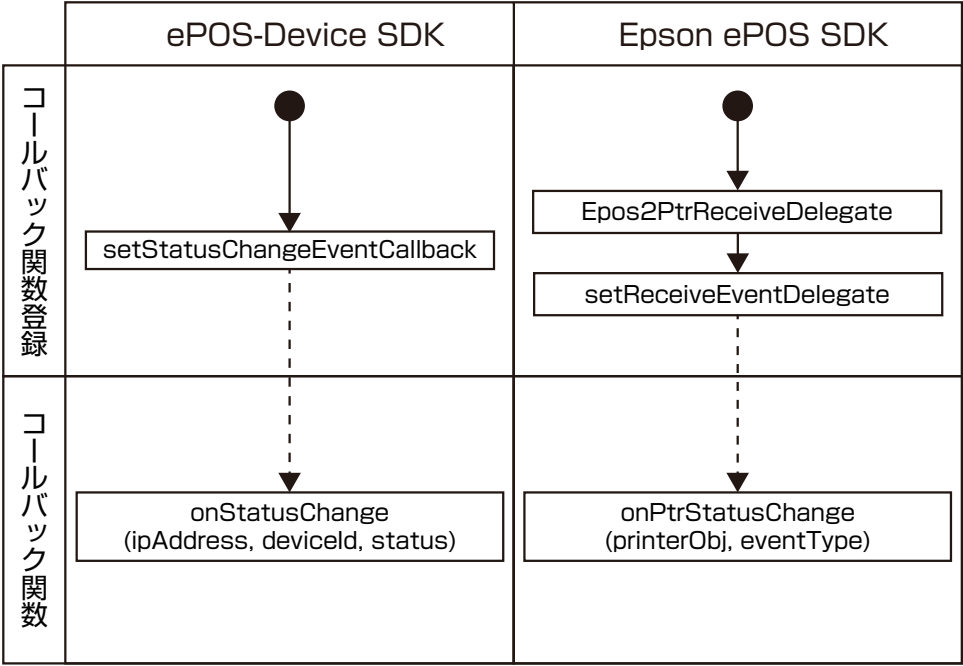 ePOS-Device SDK
Epson ePOS SDK
コールバック関数登録
setStatusChangeEventCallback
Epos2PtrReceiveDelegate
setReceiveEventDelegate
コールバック関数
onStatusChange
(ipAddress, deviceId, status)
onPtrStatusChange
(printerObj, eventType)